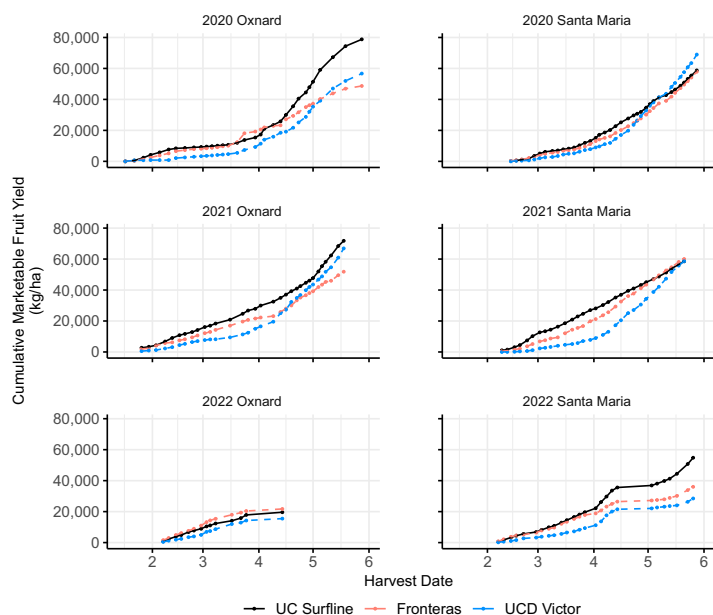 2020 Oxnard
2020 Santa Maria
80,000
60,000
40,000
20,000
0
2021 Oxnard
2021 Santa Maria
80,000
60,000
40,000
20,000
0
2022 Oxnard
2022 Santa Maria
80,000
60,000
40,000
20,000
0
2 3 4 5 6
2 3 4 5 6
Cumulative Marketable Fruit Yield
(kg/ha)
Harvest Date
UC Surfline Fronteras UCD Victor